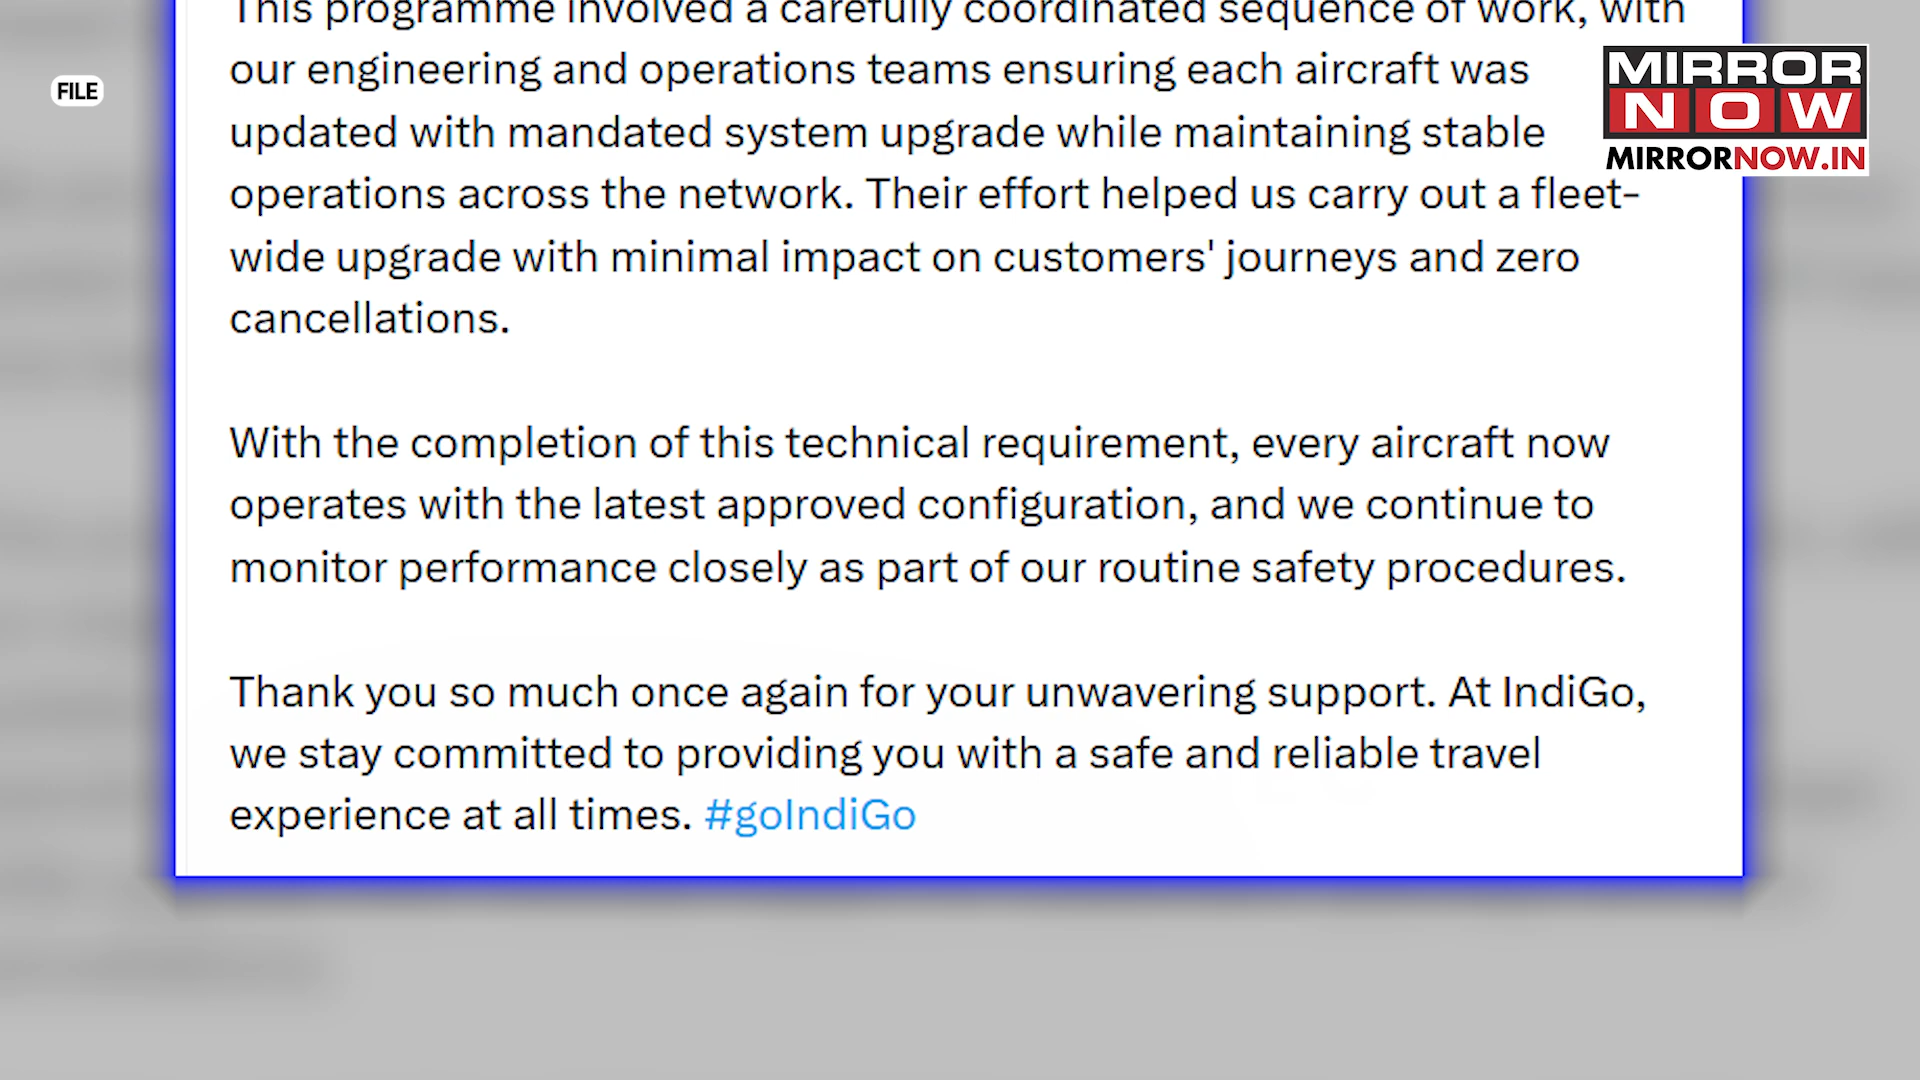 This programme involved a carefully coordinated sequence of work, with
our engineering and operations teams ensuring each aircraft was
updated with mandated system upgrade while maintaining stable
operations across the network. Their effort helped us carry out a fleet-
wide upgrade with minimal impact on customers' journeys and zero
cancellations.
With the completion of this technical requirement, every aircraft now
operates with the latest approved configuration, and we continue to
monitor performance closely as part of our routine safety procedures.
Thank you so much once again for your unwavering support. At IndiGo,
we stay committed to providing you with a safe and reliable travel
experience at all times. #goIndiGo
FILE
MIRROR
NOW
MIRRORNOW.IN